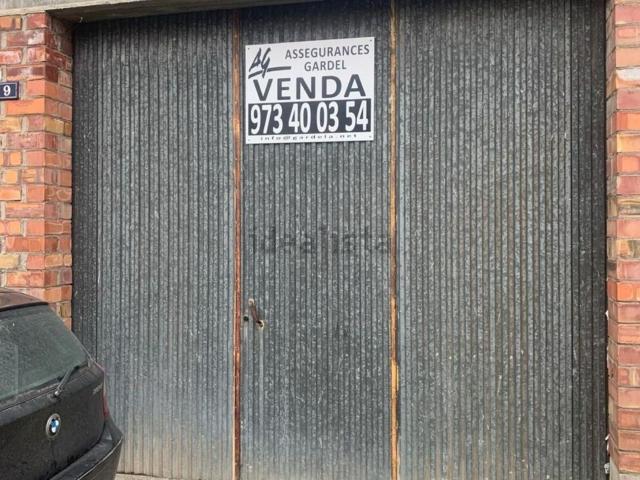 AG ASSEGURANCES
GARDEL
VENDA
973 40 03 54
info@gardela.net
9
idealista